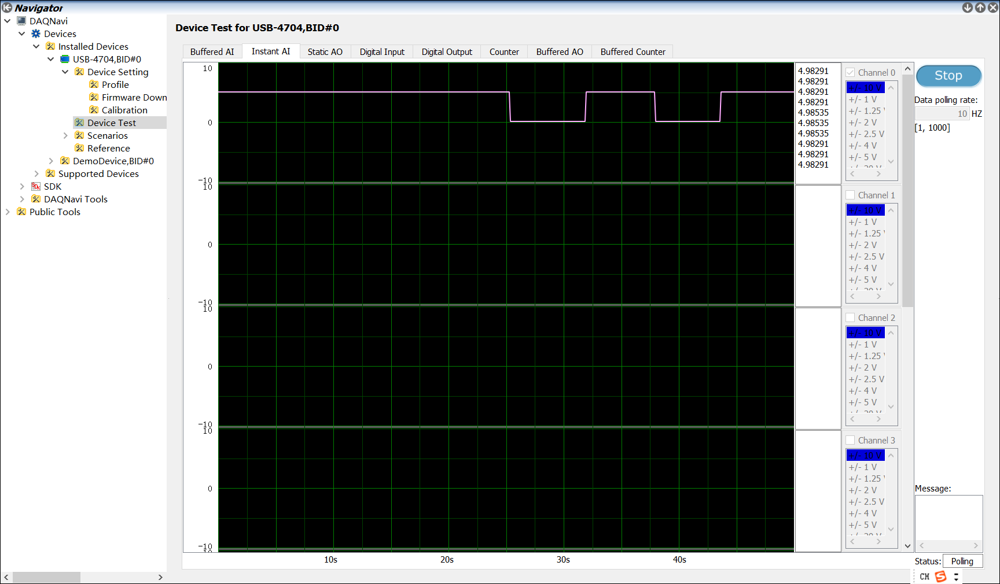 Navigator
DAQNavi
Devices
Installed Devices
USB-4704,BID#0
Device Setting
Profile
Firmware Down
Calibration
Device Test
Scenarios
Reference
DemoDevice,BID#0
Supported Devices
SDK
DAQNavi Tools
Public Tools
Device Test for USB-4704,BID#0
Buffered AI Instant AI Static AO Digital Input Digital Output Counter Buffered AO Buffered Counter
10
0
-10
10
0
-10
10
0
-10
10
0
-10
10s 20s 30s 40s
4.98291
4.98291
4.98291
4.98291
4.98535
4.98535
4.98535
4.98291
4.98291
4.98291
Channel 0
+/- 10 V
+/- 1 V
+/- 1.25 V
+/- 2 V
+/- 2.5 V
+/- 4 V
+/- 5 V
Channel 1
+/- 10 V
+/- 1 V
+/- 1.25 V
+/- 2 V
+/- 2.5 V
+/- 4 V
+/- 5 V
Channel 2
+/- 10 V
+/- 1 V
+/- 1.25 V
+/- 2 V
+/- 2.5 V
+/- 4 V
+/- 5 V
Channel 3
+/- 10 V
+/- 1 V
+/- 1.25 V
+/- 2 V
+/- 2.5 V
+/- 4 V
+/- 5 V
Stop
Data polling rate:
10 HZ
[1, 1000]
Message:
Status: Polling
CH